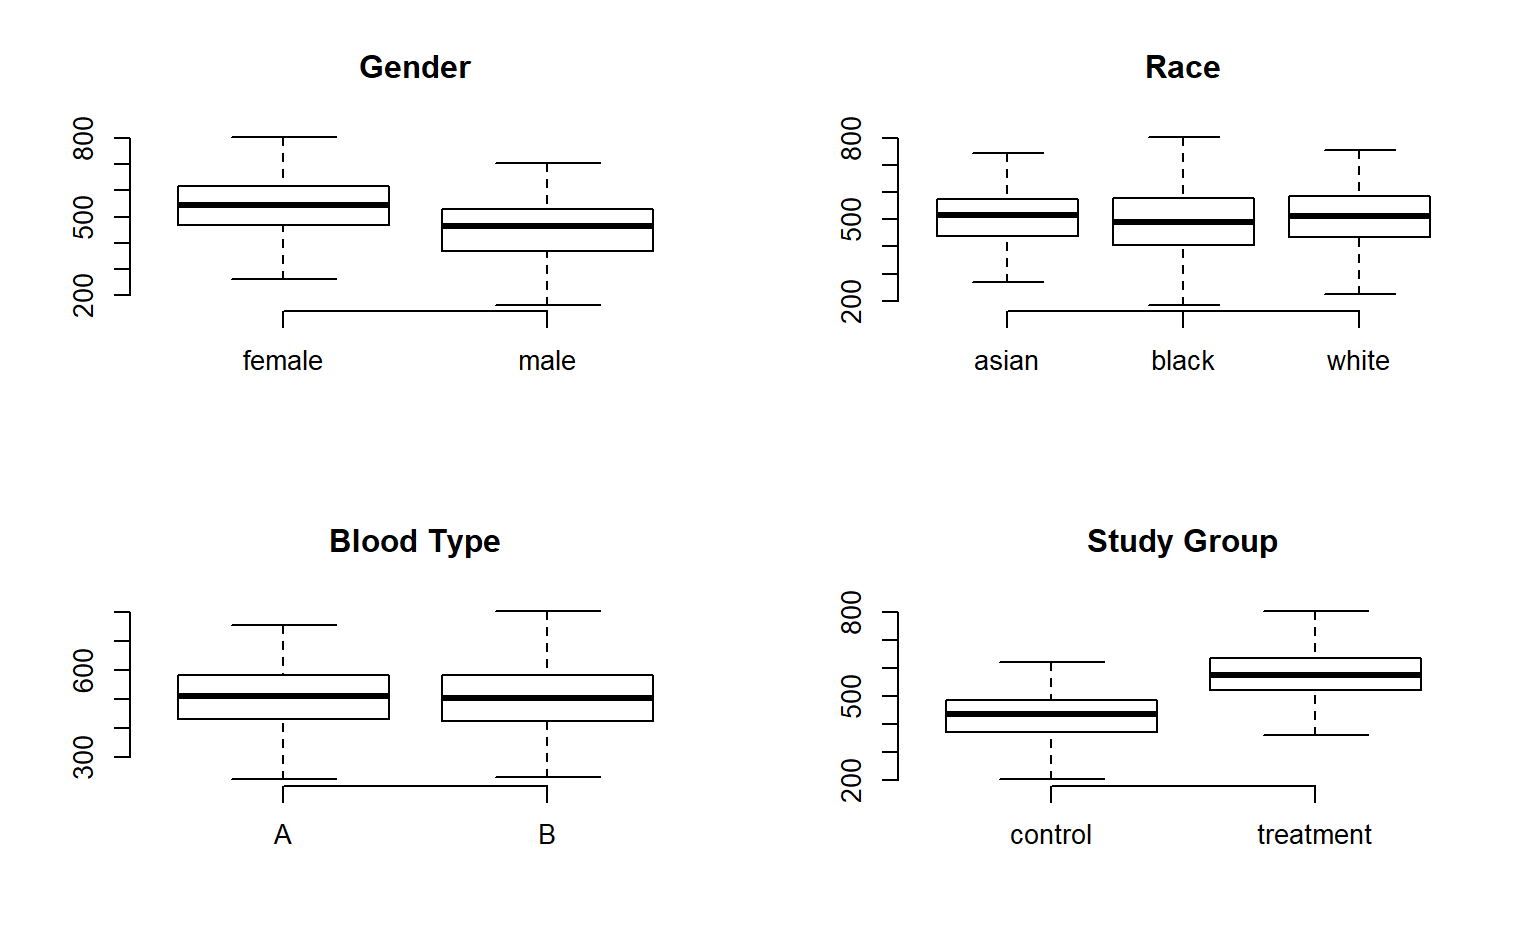 Gender
800
500
200
female male
Race
800
500
200
asian black white
Blood Type
600
300
A B
Study Group
800
500
200
control treatment